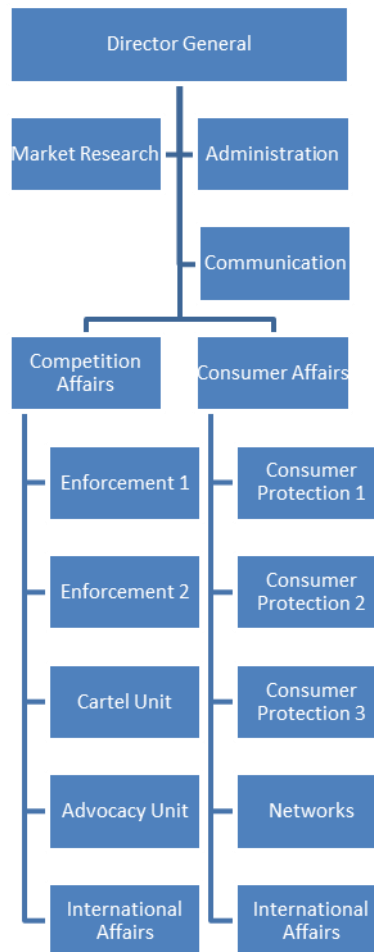 Director General
Market Research
Administration
Communication
Competition
Affairs
Consumer Affairs
Enforcement 1
Enforcement 2
Cartel Unit
Advocacy Unit
International
Affairs
Consumer
Protection 1
Consumer
Protection 2
Consumer
Protection 3
Networks
International
Affairs